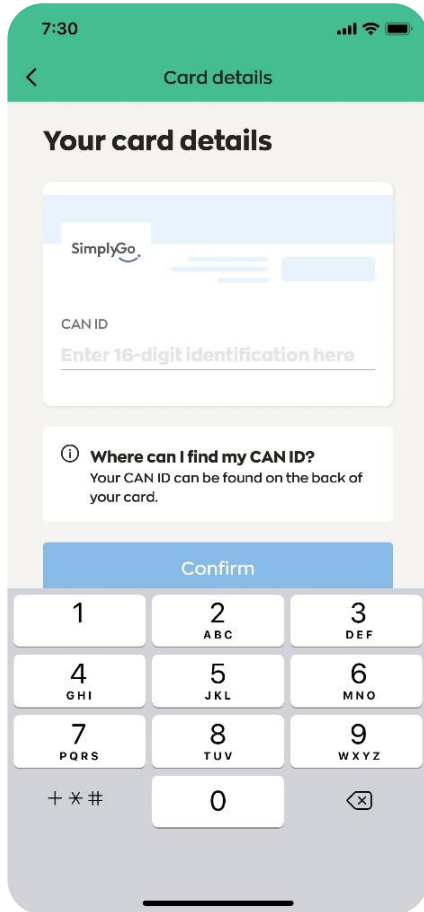 7:30
Card details
Your card details
SimplyGo
CAN ID
Enter 16-digit identification here
Where can I find my CAN ID?
Your CAN ID can be found on the back of
your card.
Confirm
1
2
ABC
3
DEF
4
GHI
5
JKL
6
MNO
7
PQRS
8
TUV
9
WXYZ
+*#
0